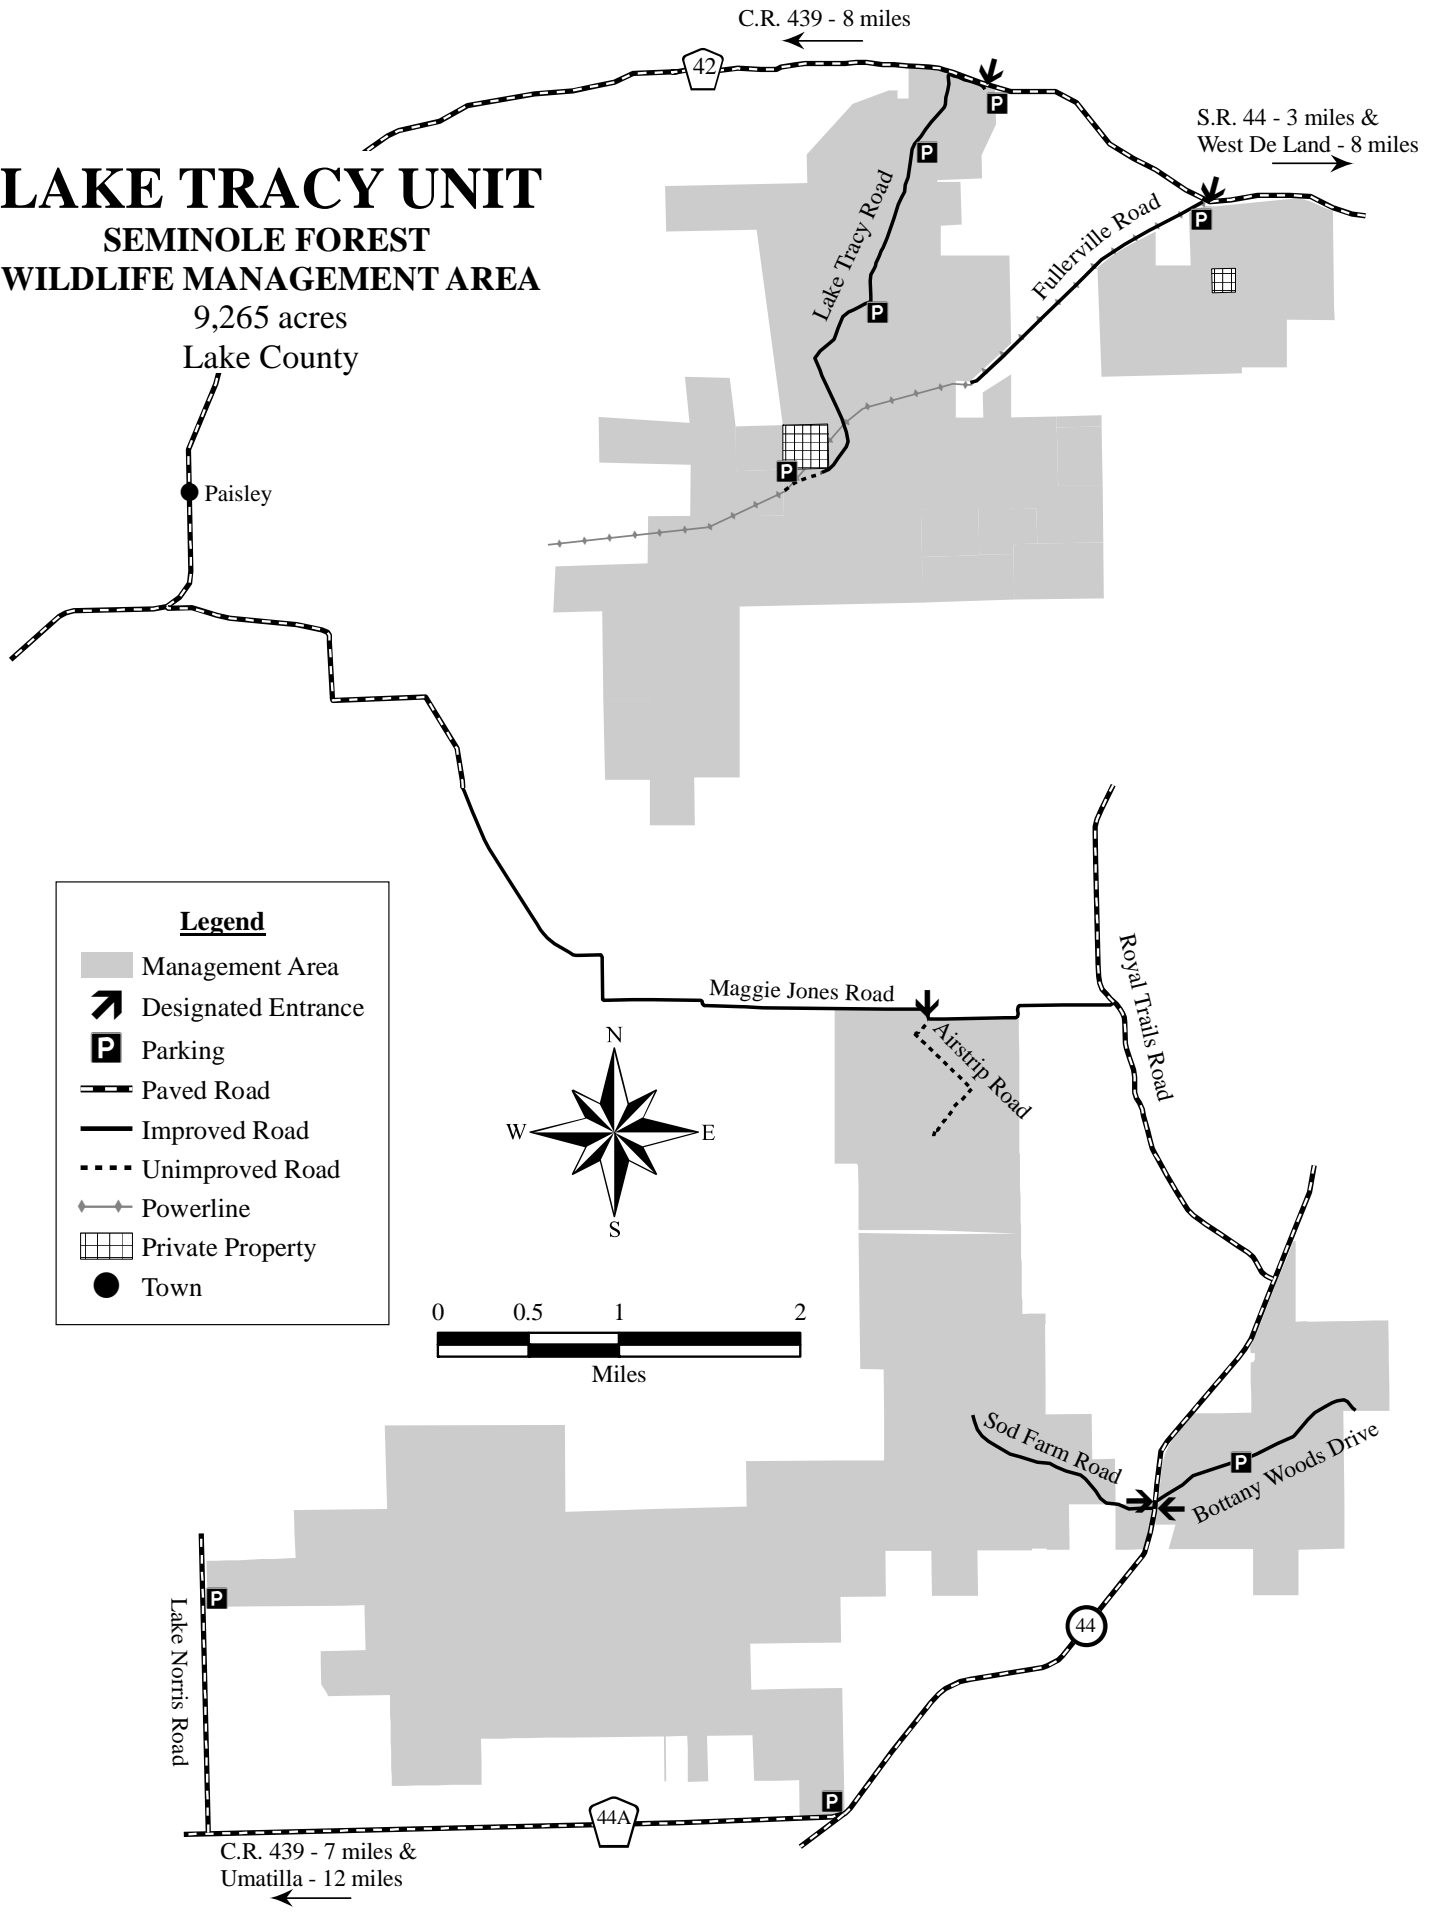 C.R. 439 - 8 miles
42
P
S.R. 44 - 3 miles &
West De Land - 8 miles
P
LAKE TRACY UNIT
SEMINOLE FOREST
WILDLIFE MANAGEMENT AREA
9,265 acres
Lake County
Lake Tracy Road
Fullerville Road
P
P
P
Paisley
Legend
Management Area
Designated Entrance
P Parking
Paved Road
Improved Road
Unimproved Road
Powerline
Private Property
Town
Maggie Jones Road
Airstrip Road
Royal Trails Road
N
W E
S
0 0.5 1 2
Miles
Sod Farm Road
P
Bottany Woods Drive
P
Lake Norris Road
44
P
44A
C.R. 439 - 7 miles &
Umatilla - 12 miles